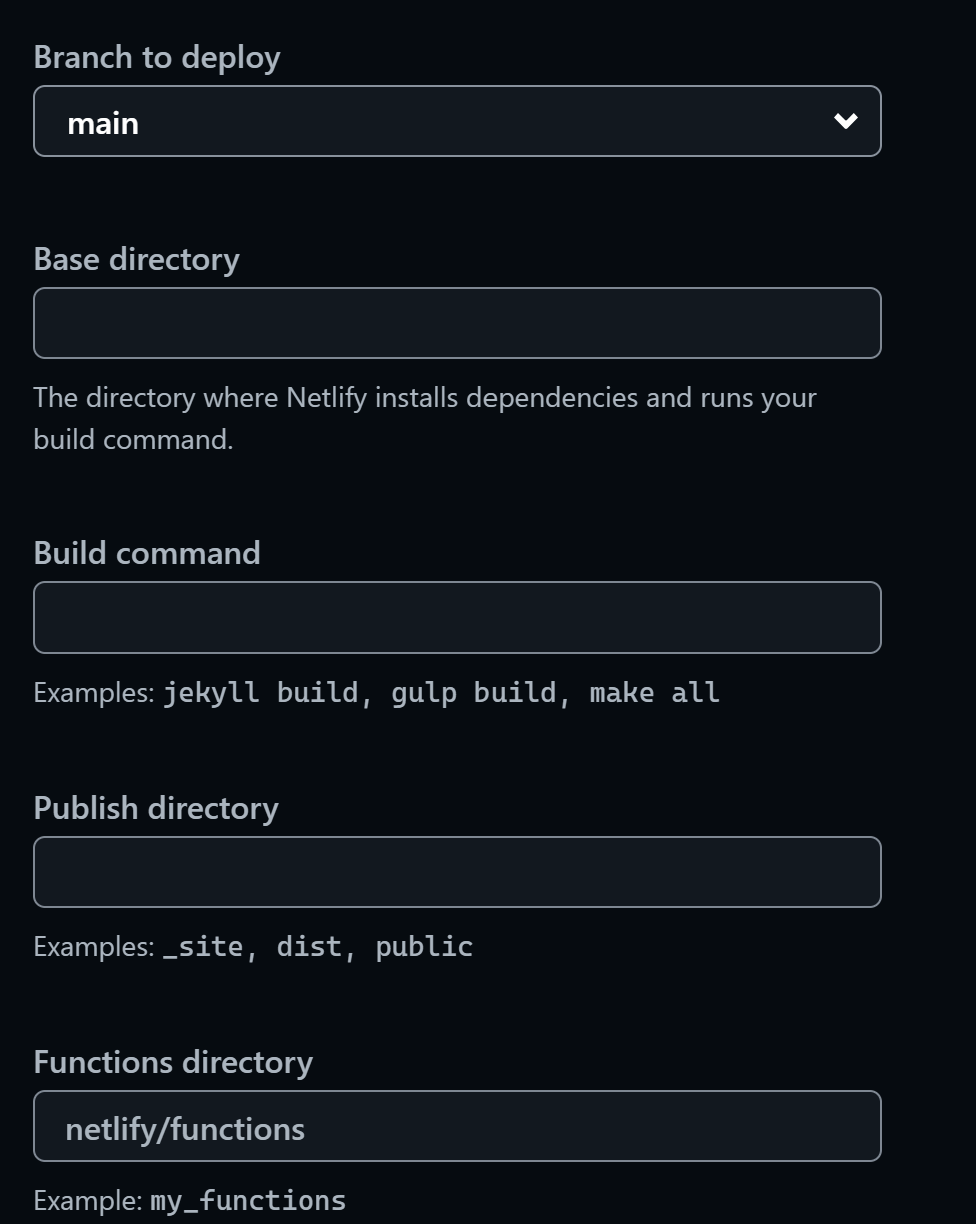 Branch to deploy
main
Base directory
The directory where Netlify installs dependencies and runs your
build command.
Build command
Examples: jekyll build, gulp build, make all
Publish directory
Examples: _site, dist, public
Functions directory
netlify/functions
Example: my_functions